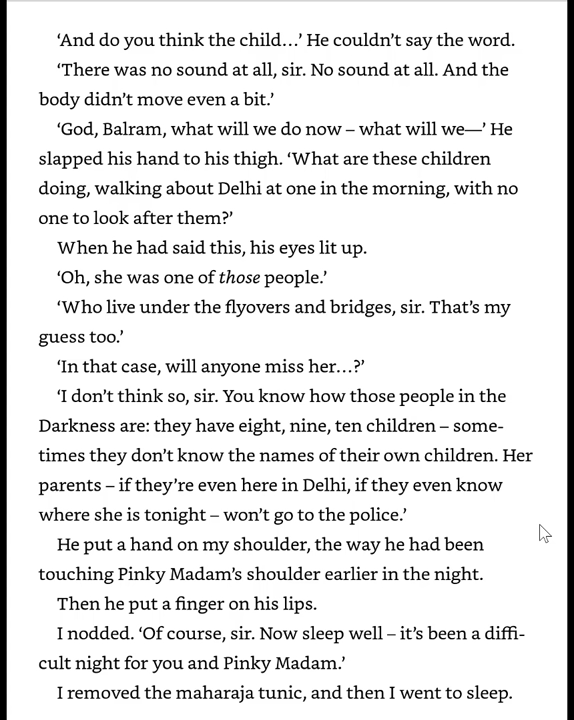 ‘And do you think the child…’ He couldn’t say the word.
‘There was no sound at all, sir. No sound at all. And the
body didn’t move even a bit.’
‘God, Balram, what will we do now – what will we—’ He
slapped his hand to his thigh. ‘What are these children
doing, walking about Delhi at one in the morning, with no
one to look after them?’
When he had said this, his eyes lit up.
‘Oh, she was one of those people.’
‘Who live under the flyovers and bridges, sir. That’s my
guess too.’
‘In that case, will anyone miss her…?’
‘I don’t think so, sir. You know how those people in the
Darkness are: they have eight, nine, ten children – some-
times they don’t know the names of their own children. Her
parents – if they’re even here in Delhi, if they even know
where she is tonight – won’t go to the police.’
He put a hand on my shoulder, the way he had been
touching Pinky Madam’s shoulder earlier in the night.
Then he put a finger on his lips.
I nodded. ‘Of course, sir. Now sleep well – it’s been a diffi-
cult night for you and Pinky Madam.’
I removed the maharaja tunic, and then I went to sleep.